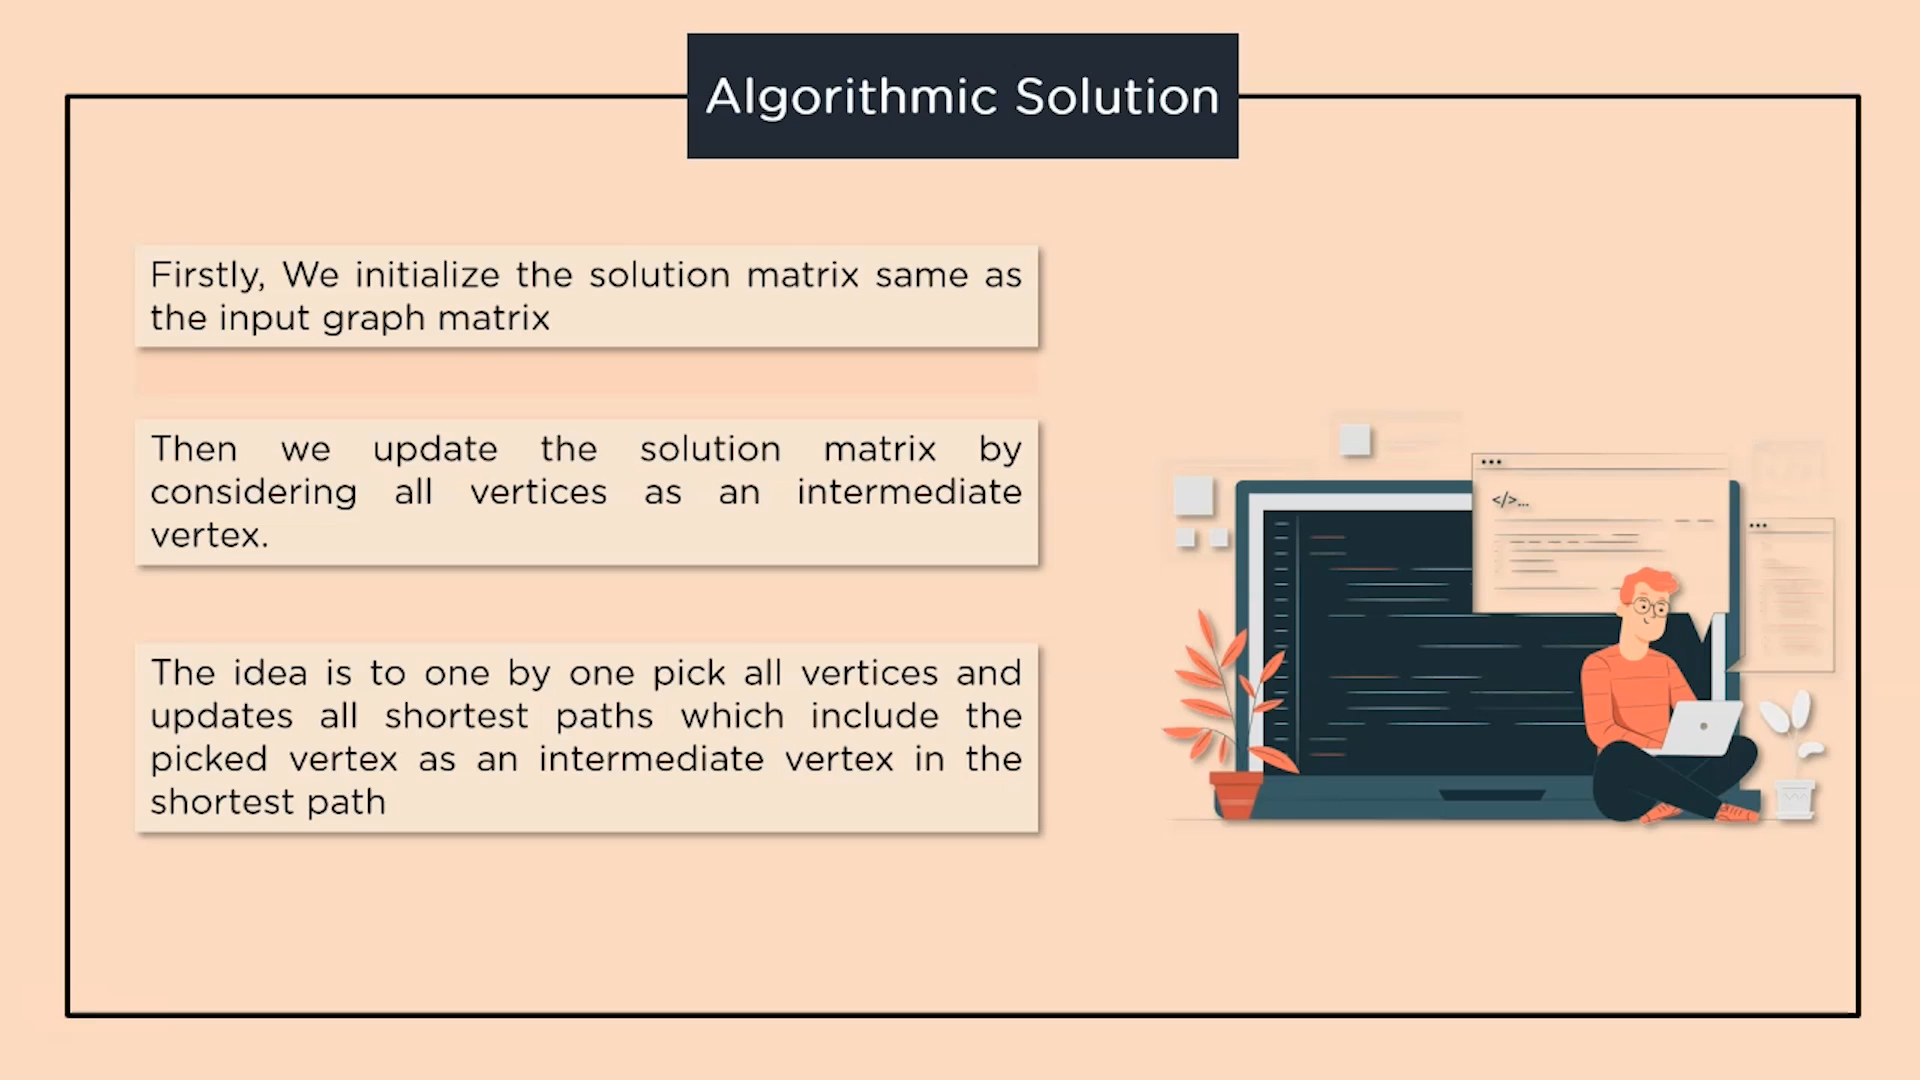 Algorithmic Solution
Firstly, We initialize the solution matrix same as
the input graph matrix
Then we update the solution matrix by
considering all vertices as an intermediate
vertex.
The idea is to one by one pick all vertices and
updates all shortest paths which include the
picked vertex as an intermediate vertex in the
shortest path
</>...